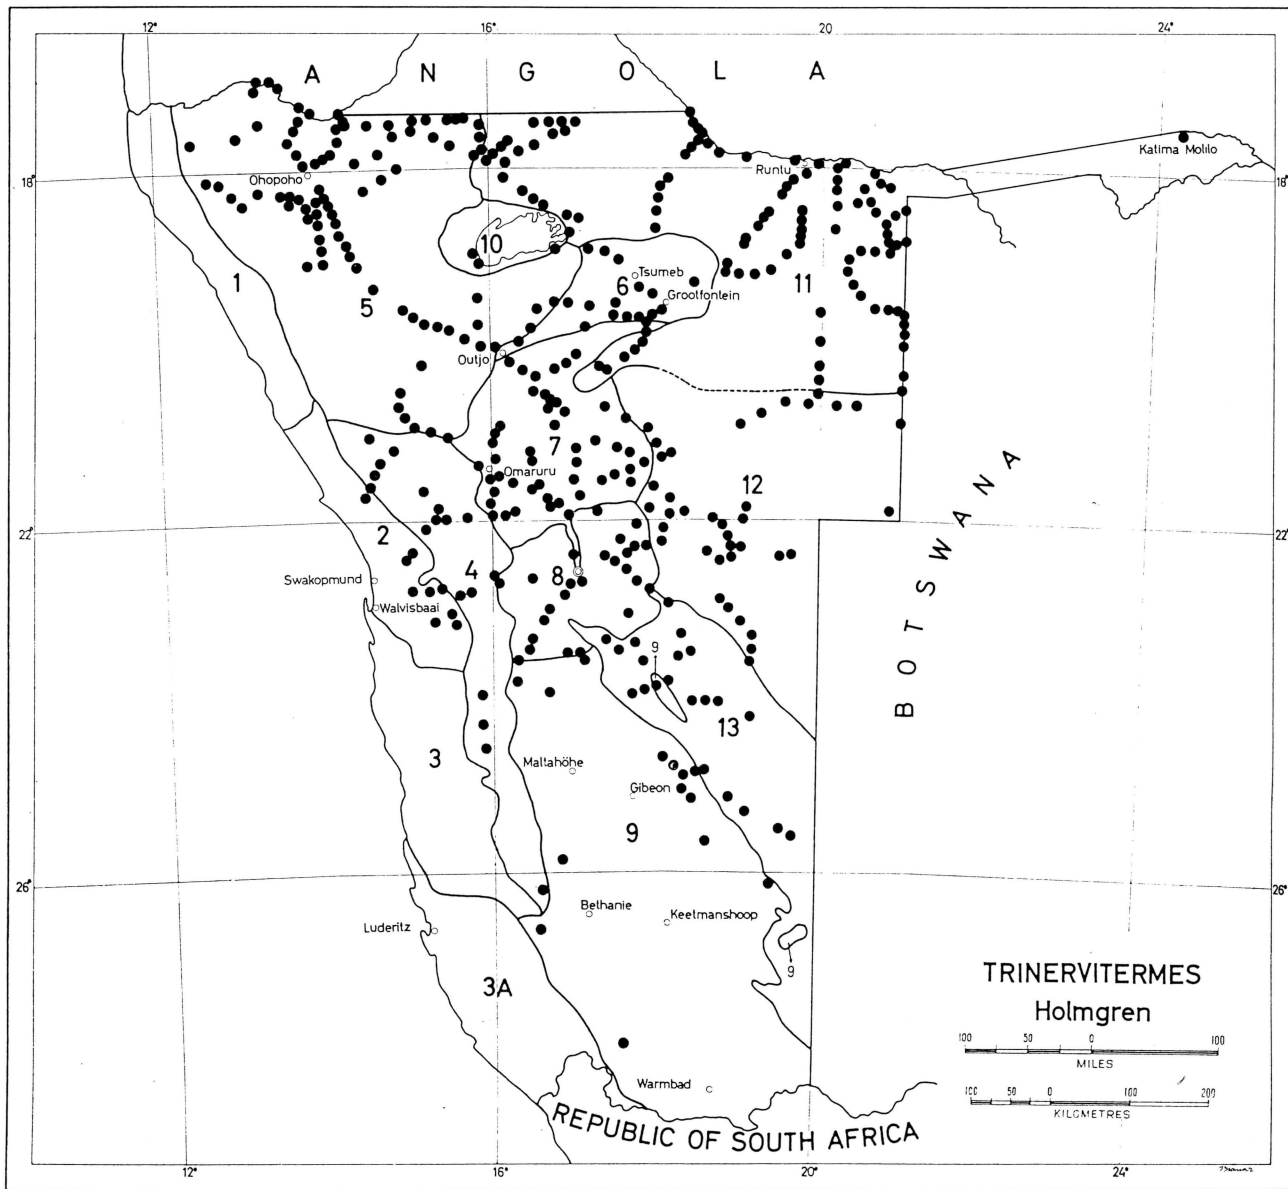 12° 16° 20° 24°
A N G O L A
Katima Molilo
Runtu
18° 18°
Ohopoho
10
1 Tsumeb 11
5 6 Grootfontein
Outjo
7
Omaruru
12
22° 2 22°
4 8
Swakopmund
Walvisbaai
BOTSWANA
9
13
3 Maltahöhe
Gibeon
9
26° 26°
Bethanie
Keetmanshoop
Luderitz
9
3A
TRINERVITERMES
Holmgren
100 50 0 100
MILES
100 50 0 100 200
KILOMETRES
Warmbad
REPUBLIC OF SOUTH AFRICA
12° 16° 20° 24°